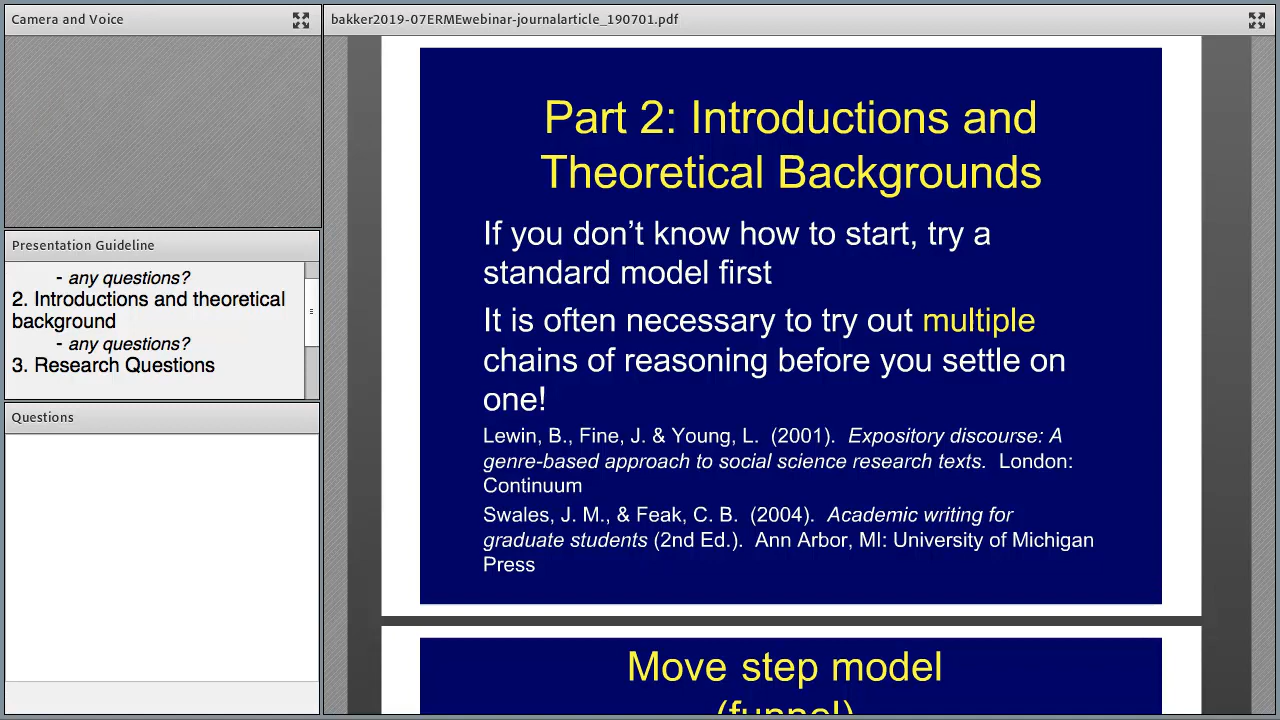 Camera and Voice
bakker2019-07ERMEwebinar-journalarticle_190701.pdf
Presentation Guideline
- any questions?
2. Introductions and theoretical
background
- any questions?
3. Research Questions
Questions
Part 2: Introductions and
Theoretical Backgrounds
If you don’t know how to start, try a
standard model first
It is often necessary to try out multiple
chains of reasoning before you settle on
one!
Lewin, B., Fine, J. & Young, L. (2001). Expository discourse: A
genre-based approach to social science research texts. London:
Continuum
Swales, J. M., & Feak, C. B. (2004). Academic writing for
graduate students (2nd Ed.). Ann Arbor, MI: University of Michigan
Press
Move step model
(funnel)